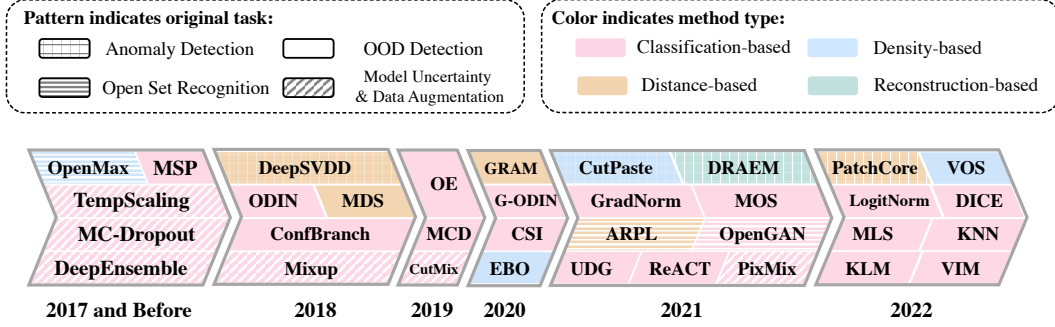 Pattern indicates original task:
Anomaly Detection
OOD Detection
Open Set Recognition
Model Uncertainty
& Data Augmentation
Color indicates method type:
Classification-based
Density-based
Distance-based
Reconstruction-based
OpenMax MSP
TempScaling
MC-Dropout
DeepEnsemble
2017 and Before
DeepSVDD
ODIN MDS
ConfBranch
Mixup
2018
OE
MCD
CutMix
2019
GRAM
G-ODIN
CSI
EBO
2020
CutPaste DRAEM
GradNorm MOS
ARPL OpenGAN
UDG ReACT PixMix
2021
PatchCore VOS
LogitNorm DICE
MLS KNN
KLM VIM
2022